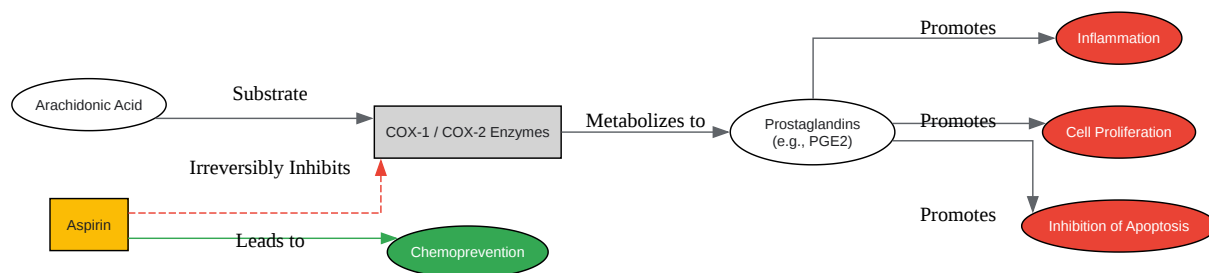 Promotes
Inflammation
Arachidonic Acid
Substrate
COX-1 / COX-2 Enzymes
Metabolizes to
Prostaglandins
(e.g., PGE2)
Promotes
Cell Proliferation
Irreversibly Inhibits
Aspirin
Leads to
Chemoprevention
Promotes
Inhibition of Apoptosis